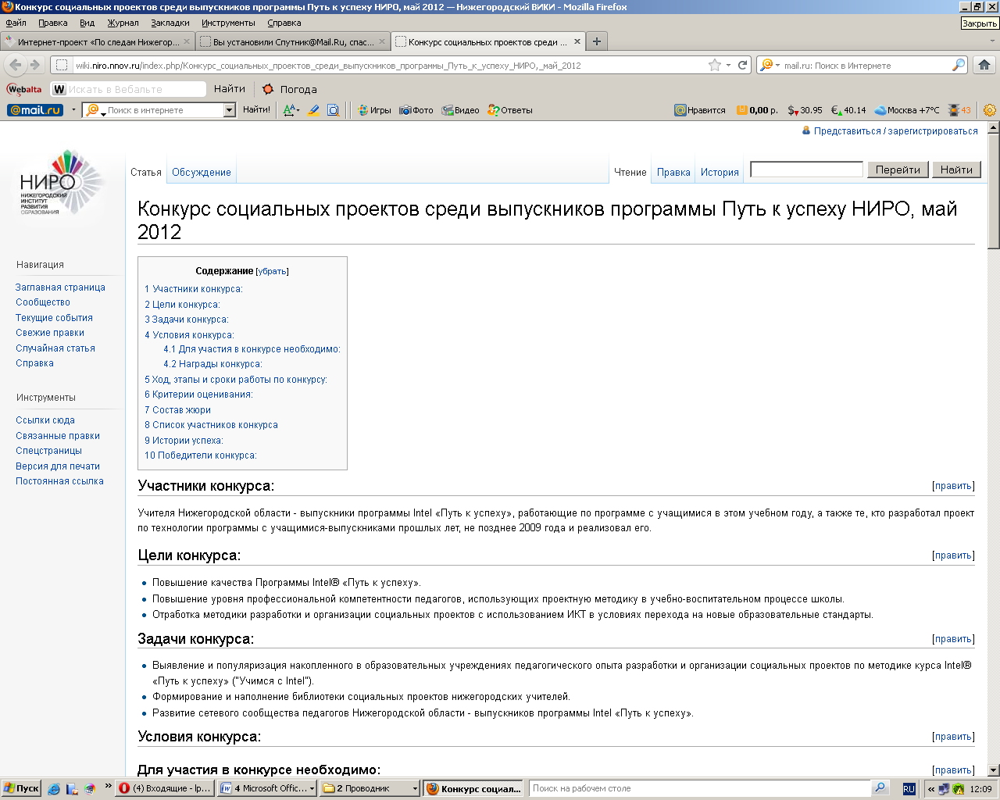 Конкурс социальных проектов среди выпускников программы Путь к успеху НИРО, май 2012 — Нижегородский ВИКИ - Mozilla Firefox
Файл Правка Вид Журнал Закладки Инструменты Справка
Закрыть
Интернет-проект «По следам Нижегор... Вы установили Спутник@Mail.Ru, спас... Конкурс социальных проектов среди ...
wiki.niro.nnov.ru/index.php/Конкурс_социальных_проектов_среди_выпускников_программы_Путь_к_успеху_НИРО,_май_2012 mail.ru: Поиск в Интернете
Webalta W Искать в Вебальте Найти Погода
@mail.ru Поиск в интернете Найти! Игры Фото Видео Ответы Нравится 0,00 р. $ 30.95 € 40.14 Москва +7°C 43
Представиться / зарегистрироваться
Статья Обсуждение Чтение Правка История Перейти Найти
НИРО
НИЖЕГОРОДСКИЙ
ИНСТИТУТ
РАЗВИТИЯ
ОБРАЗОВАНИЯ
Навигация
Заглавная страница
Сообщество
Текущие события
Свежие правки
Случайная статья
Справка
Инструменты
Ссылки сюда
Связанные правки
Спецстраницы
Версия для печати
Постоянная ссылка
Конкурс социальных проектов среди выпускников программы Путь к успеху НИРО, май
2012
Содержание [убрать]
1 Участники конкурса:
2 Цели конкурса:
3 Задачи конкурса:
4 Условия конкурса:
4.1 Для участия в конкурсе необходимо:
4.2 Награды конкурса:
5 Ход, этапы и сроки работы по конкурсу:
6 Критерии оценивания:
7 Состав жюри
8 Список участников конкурса
9 Истории успеха:
10 Победители конкурса:
Участники конкурса: [править]
Учителя Нижегородской области - выпускники программы Intel «Путь к успеху», работающие по программе с учащимися в этом учебном году, а также те, кто разработал проект
по технологии программы с учащимися-выпускниками прошлых лет, не позднее 2009 года и реализовал его.
Цели конкурса: [править]
Повышение качества Программы Intel® «Путь к успеху».
Повышение уровня профессиональной компетентности педагогов, использующих проектную методику в учебно-воспитательном процессе школы.
Отработка методики разработки и организации социальных проектов с использованием ИКТ в условиях перехода на новые образовательные стандарты.
Задачи конкурса: [править]
Выявление и популяризация накопленного в образовательных учреждениях педагогического опыта разработки и организации социальных проектов по методике курса Intel®
«Путь к успеху» ("Учимся с Intel").
Формирование и наполнение библиотеки социальных проектов нижегородских учителей.
Развитие сетевого сообщества педагогов Нижегородской области - выпускников программы Intel «Путь к успеху».
Условия конкурса: [править]
Для участия в конкурсе необходимо: [править]
Пуск » (4) Входящие - lp... 4 Microsoft Offic... 2 Проводник Конкурс социал... Поиск на рабочем столе RU « 12:09